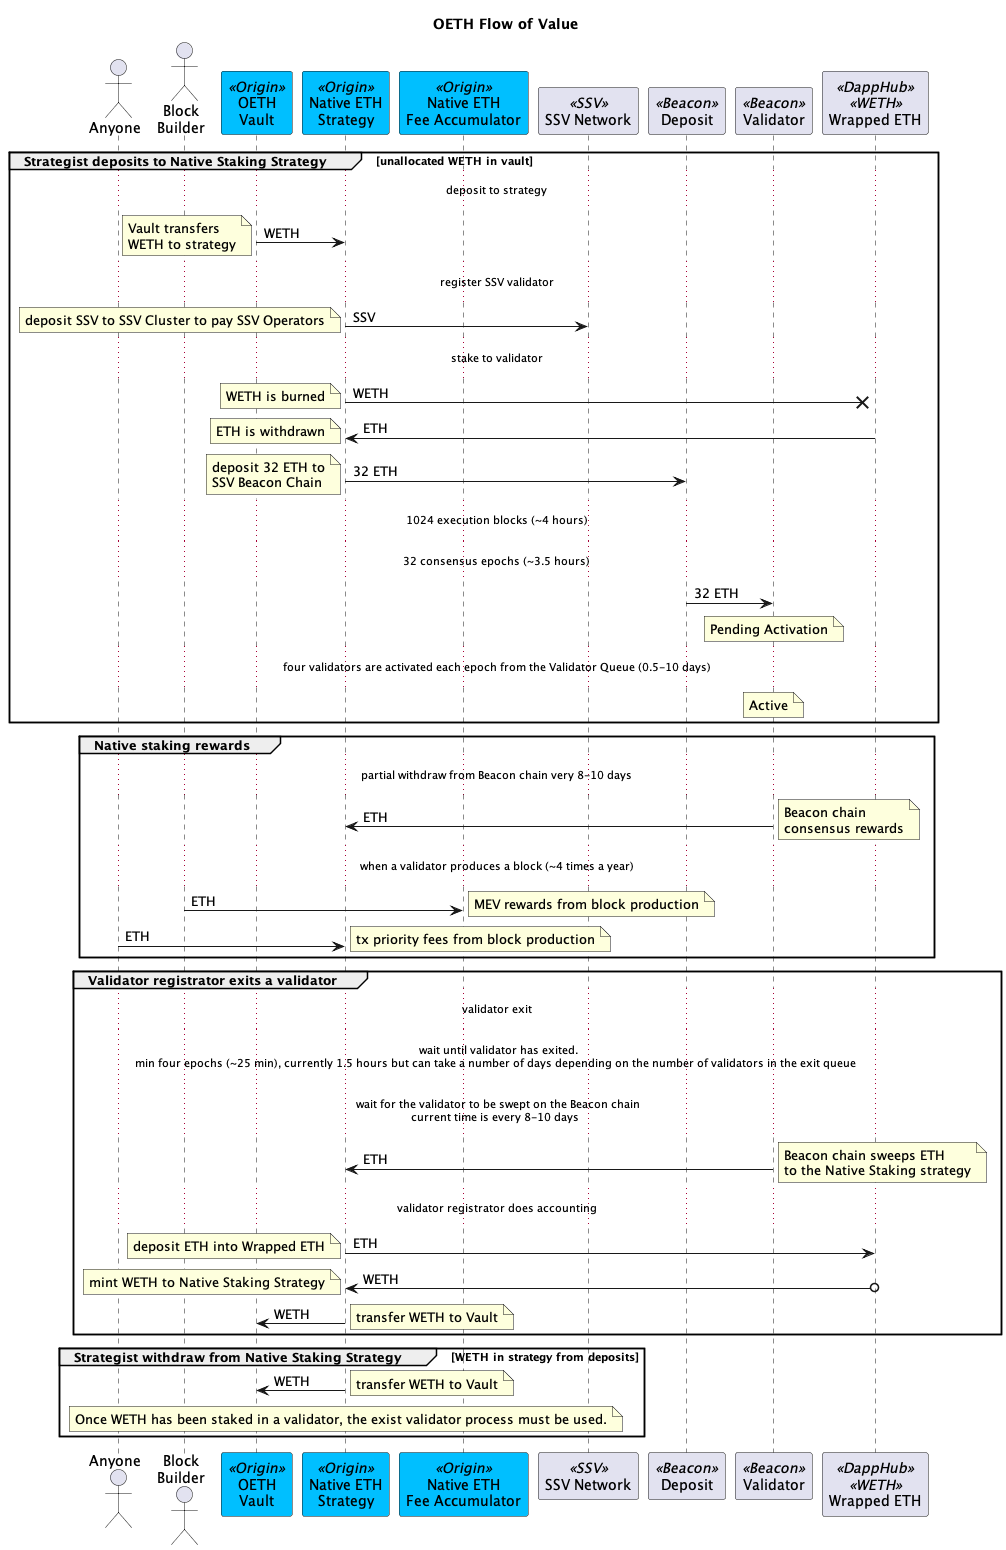 OETH Flow of Value
Anyone
Block
Builder
«Origin»
OETH
Vault
«Origin»
Native ETH
Strategy
«Origin»
Native ETH
Fee Accumulator
«SSV»
SSV Network
«Beacon»
Deposit
«Beacon»
Validator
«DappHub»
«WETH»
Wrapped ETH
Strategist deposits to Native Staking Strategy [unallocated WETH in vault]
deposit to strategy
Vault transfers
WETH to strategy
WETH
register SSV validator
deposit SSV to SSV Cluster to pay SSV Operators
SSV
stake to validator
WETH is burned
WETH
ETH is withdrawn
ETH
deposit 32 ETH to
SSV Beacon Chain
32 ETH
1024 execution blocks (~4 hours)
32 consensus epochs (~3.5 hours)
32 ETH
Pending Activation
four validators are activated each epoch from the Validator Queue (0.5-10 days)
Active
Native staking rewards
partial withdraw from Beacon chain very 8-10 days
ETH
Beacon chain
consensus rewards
when a validator produces a block (~4 times a year)
ETH
MEV rewards from block production
ETH
tx priority fees from block production
Validator registrator exits a validator
validator exit
wait until validator has exited.
min four epochs (~25 min), currently 1.5 hours but can take a number of days depending on the number of validators in the exit queue
wait for the validator to be swept on the Beacon chain
current time is every 8-10 days
ETH
Beacon chain sweeps ETH
to the Native Staking strategy
validator registrator does accounting
deposit ETH into Wrapped ETH
ETH
mint WETH to Native Staking Strategy
WETH
WETH
transfer WETH to Vault
Strategist withdraw from Native Staking Strategy [WETH in strategy from deposits]
WETH
transfer WETH to Vault
Once WETH has been staked in a validator, the exist validator process must be used.
Anyone
Block
Builder
«Origin»
OETH
Vault
«Origin»
Native ETH
Strategy
«Origin»
Native ETH
Fee Accumulator
«SSV»
SSV Network
«Beacon»
Deposit
«Beacon»
Validator
«DappHub»
«WETH»
Wrapped ETH